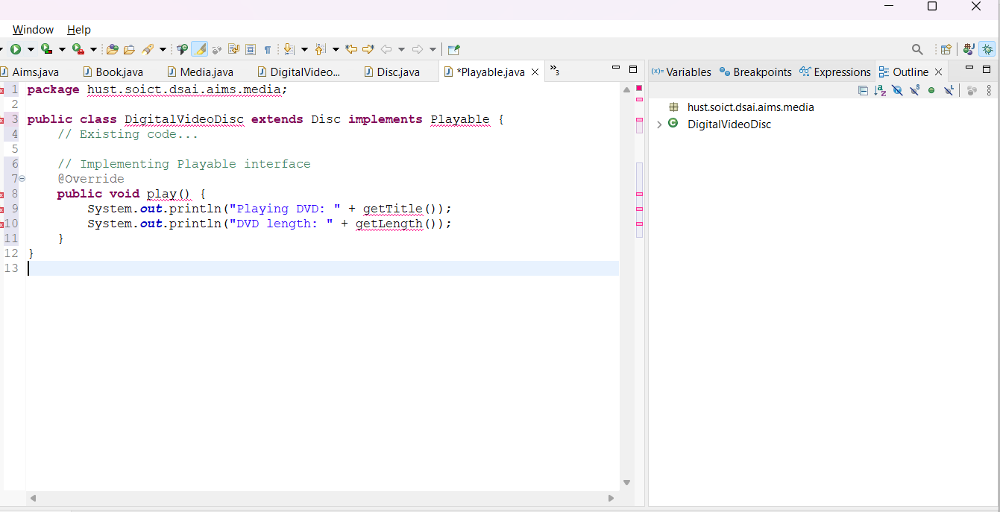 Window Help
Aims.java Book.java Media.java DigitalVideo... Disc.java *Playable.java »3 (x)= Variables Breakpoints Expressions Outline
1 package hust.soict.dsai.aims.media;
2
3 public class DigitalVideoDisc extends Disc implements Playable {
4 // Existing code...
5
6 // Implementing Playable interface
7 @Override
8 public void play() {
9 System.out.println("Playing DVD: " + getTitle());
10 System.out.println("DVD length: " + getLength());
11 }
12 }
13
hust.soict.dsai.aims.media
DigitalVideoDisc